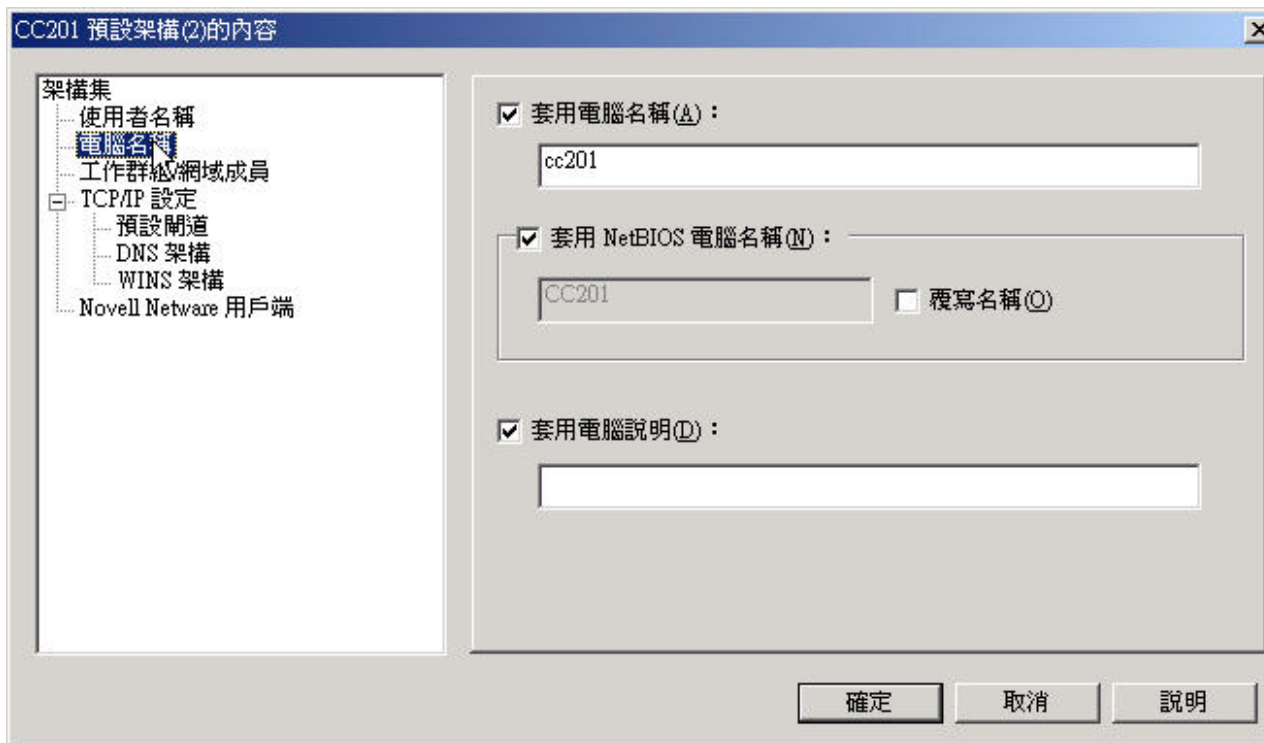 CC201 預設架構(2)的內容
架構集
使用者名稱
電腦名稱
工作群組/網域成員
TCP/IP 設定
預設閘道
DNS 架構
WINS 架構
Novell Netware 用戶端
套用電腦名稱(A)：
cc201
套用 NetBIOS 電腦名稱(N)：
CC201
覆寫名稱(O)
套用電腦說明(D)：
確定
取消
說明